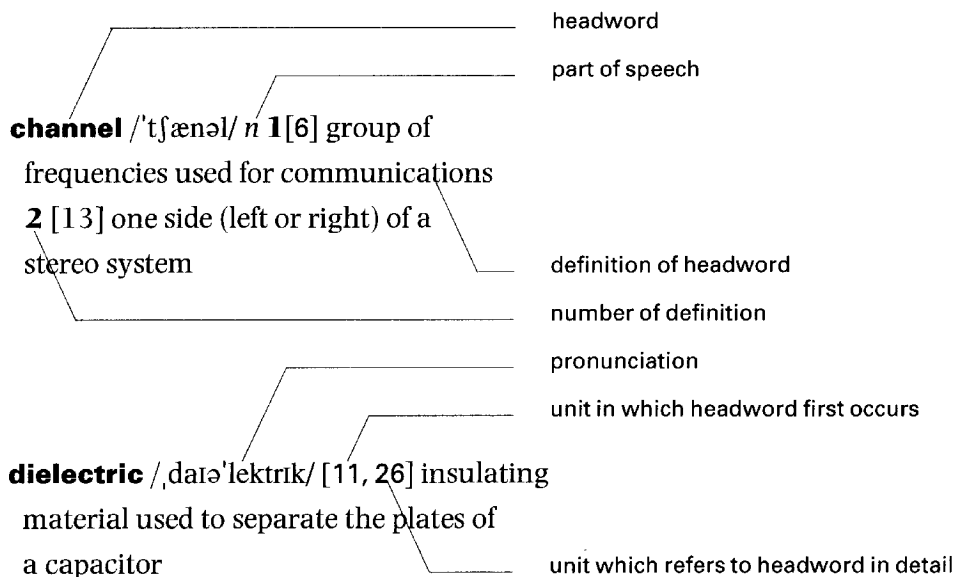 headword
part of speech
channel /ˈtʃænəl/ n 1[6] group of
frequencies used for communications
2 [13] one side (left or right) of a
stereo system
definition of headword
number of definition
pronunciation
unit in which headword first occurs
dielectric /ˌdaɪəˈlektrɪk/ [11, 26] insulating
material used to separate the plates of
a capacitor
unit which refers to headword in detail